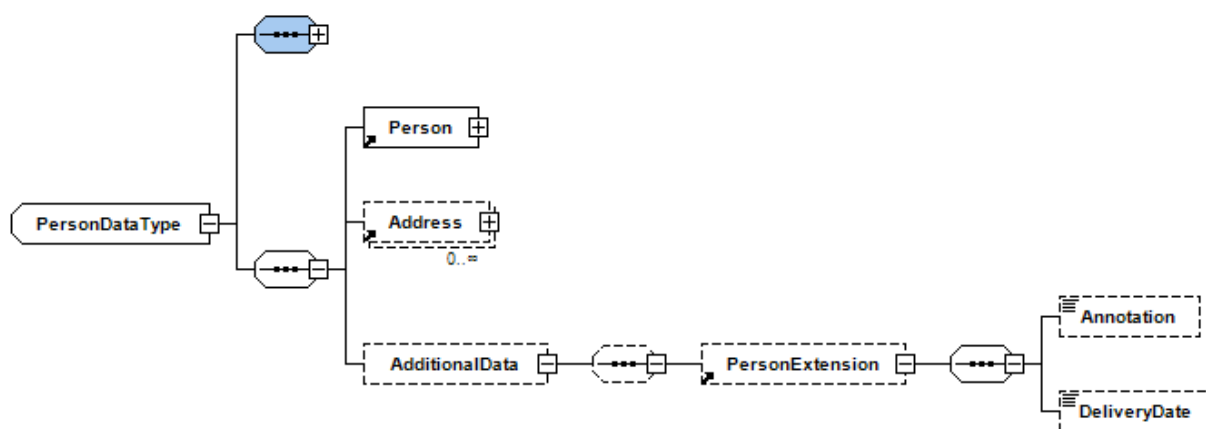 Person
PersonDataType
Address
0..∞
AdditionalData
PersonExtension
Annotation
DeliveryDate